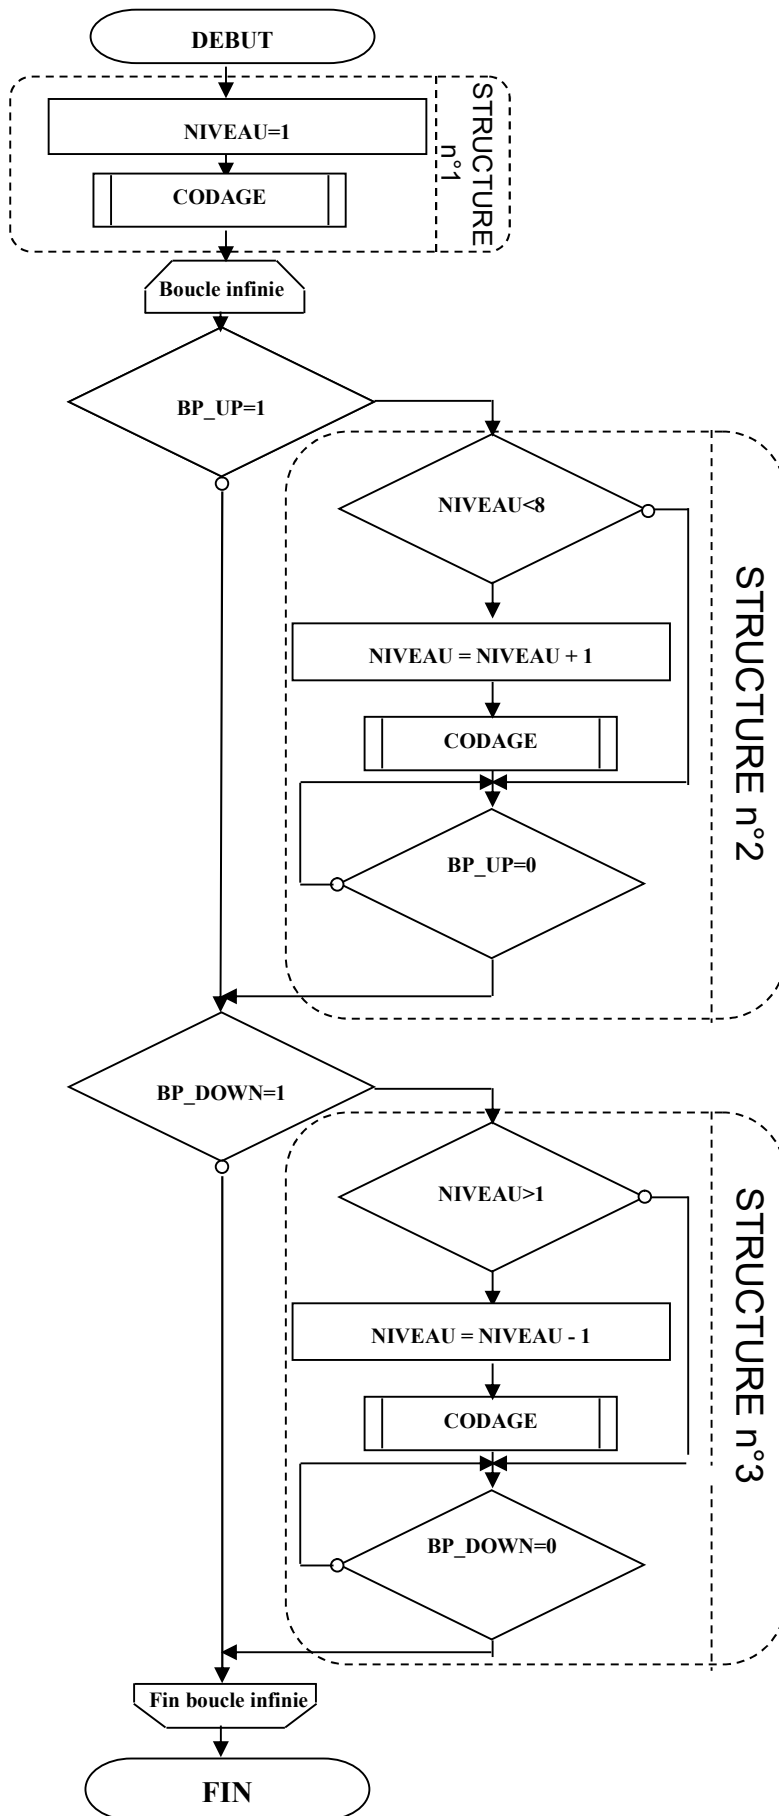 DEBUT
NIVEAU=1
CODAGE
STRUCTURE
n°1
Boucle infinie
BP_UP=1
NIVEAU<8
NIVEAU = NIVEAU + 1
CODAGE
BP_UP=0
STRUCTURE n°2
BP_DOWN=1
NIVEAU>1
NIVEAU = NIVEAU - 1
CODAGE
BP_DOWN=0
STRUCTURE n°3
Fin boucle infinie
FIN